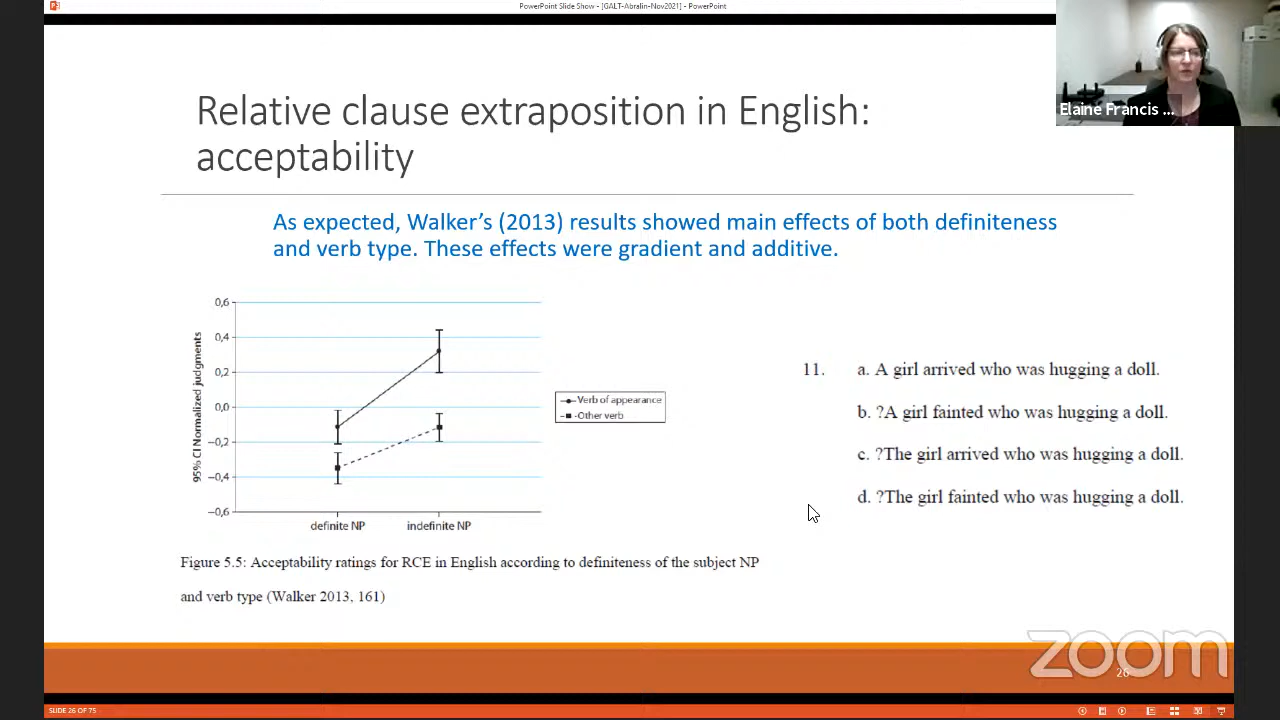 PowerPoint Slide Show - [GALT-Abralin-Nov2021] - PowerPoint
Elaine Francis ...
Relative clause extraposition in English:
acceptability
As expected, Walker's (2013) results showed main effects of both definiteness
and verb type. These effects were gradient and additive.
95% CI Normalized judgments
0,6
0,4
0,2
0,0
−0,2
−0,4
−0,6
definite NP
indefinite NP
Verb of appearance
Other verb
11. a. A girl arrived who was hugging a doll.
b. ?A girl fainted who was hugging a doll.
c. ?The girl arrived who was hugging a doll.
d. ?The girl fainted who was hugging a doll.
Figure 5.5: Acceptability ratings for RCE in English according to definiteness of the subject NP
and verb type (Walker 2013, 161)
zoom
26
SLIDE 26 OF 75